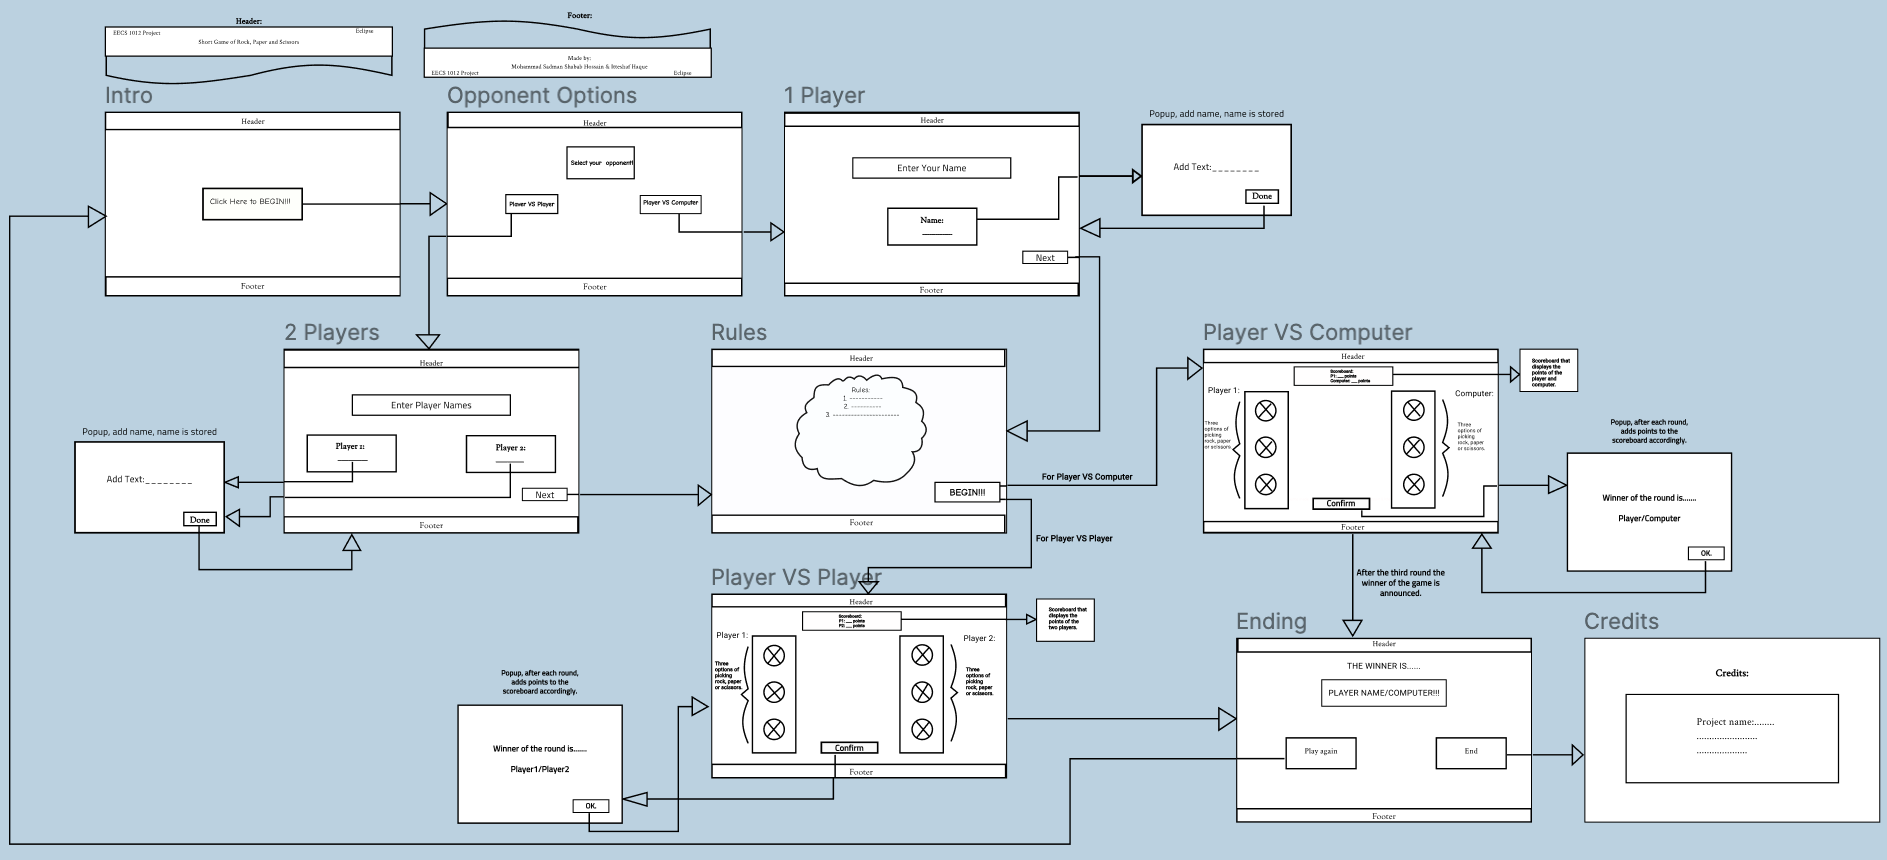 Header:
EECS 1012 Project
Eclipse
Short Game of Rock, Paper and Scissors
Footer:
Made by:
Mohammad Sadman Shabab Hossain & Itteshaf Haque
EECS 1012 Project
Eclipse
Intro
Header
Click Here to BEGIN!!!
Footer
Opponent Options
Header
Select your opponent!
Player VS Player
Player VS Computer
Footer
1 Player
Header
Enter Your Name
Name:
_______
Next
Footer
Popup, add name, name is stored
Add Text:________
Done
2 Players
Header
Enter Player Names
Player 1:
______
Player 2:
______
Next
Footer
Popup, add name, name is stored
Add Text:________
Done
Rules
Header
Rules:
1. -----------
2. ----------
3. ----------------------
BEGIN!!!
Footer
For Player VS Computer
For Player VS Player
Player VS Computer
Header
Scoreboard:
P1: ___ points
Computer: ___ points
Player 1:
Computer:
Three
options of
picking
rock, paper
or scissors.
Three
options of
picking
rock, paper
or scissors.
Confirm
Footer
Scoreboard that
displays the
points of the
player and
computer.
Popup, after each round,
adds points to the
scoreboard accordingly.
Winner of the round is......
Player/Computer
OK.
After the third round the
winner of the game is
announced.
Player VS Player
Header
Scoreboard:
P1: ___ points
P2: ___ points
Player 1:
Player 2:
Three
options of
picking
rock, paper
or scissors.
Three
options of
picking
rock, paper
or scissors.
Confirm
Footer
Scoreboard that
displays the
points of the
two players.
Popup, after each round,
adds points to the
scoreboard accordingly.
Winner of the round is......
Player1/Player2
OK.
Ending
Header
THE WINNER IS......
PLAYER NAME/COMPUTER!!!
Play again
End
Footer
Credits
Credits:
Project name:........
........................
....................